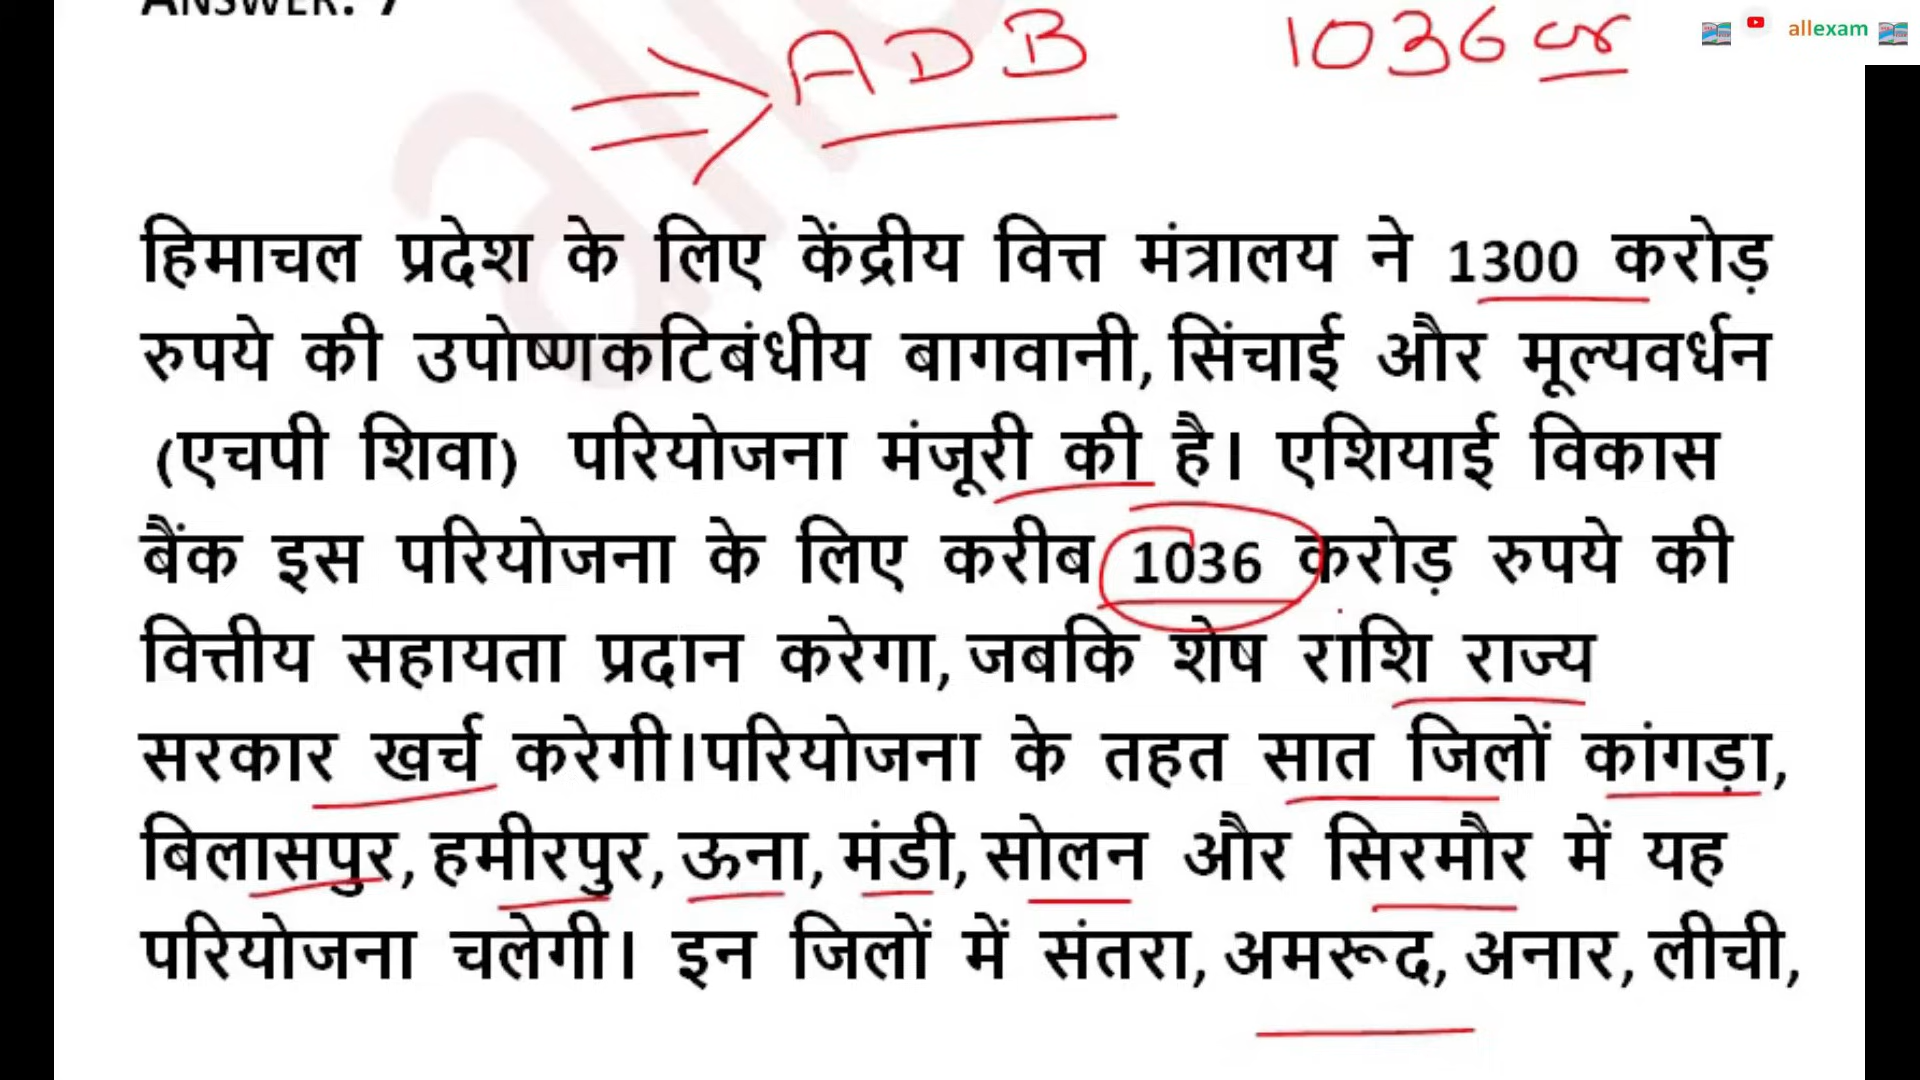 ANSWER: 7
ADB 1036 cr
allexam
हिमाचल प्रदेश के लिए केंद्रीय वित्त मंत्रालय ने 1300 करोड़
रुपये की उपोष्णकटिबंधीय बागवानी, सिंचाई और मूल्यवर्धन
(एचपी शिवा) परियोजना मंजूरी की है। एशियाई विकास
बैंक इस परियोजना के लिए करीब 1036 करोड़ रुपये की
वित्तीय सहायता प्रदान करेगा, जबकि शेष राशि राज्य
सरकार खर्च करेगी।परियोजना के तहत सात जिलों कांगड़ा,
बिलासपुर, हमीरपुर, ऊना, मंडी, सोलन और सिरमौर में यह
परियोजना चलेगी। इन जिलों में संतरा, अमरूद, अनार, लीची,